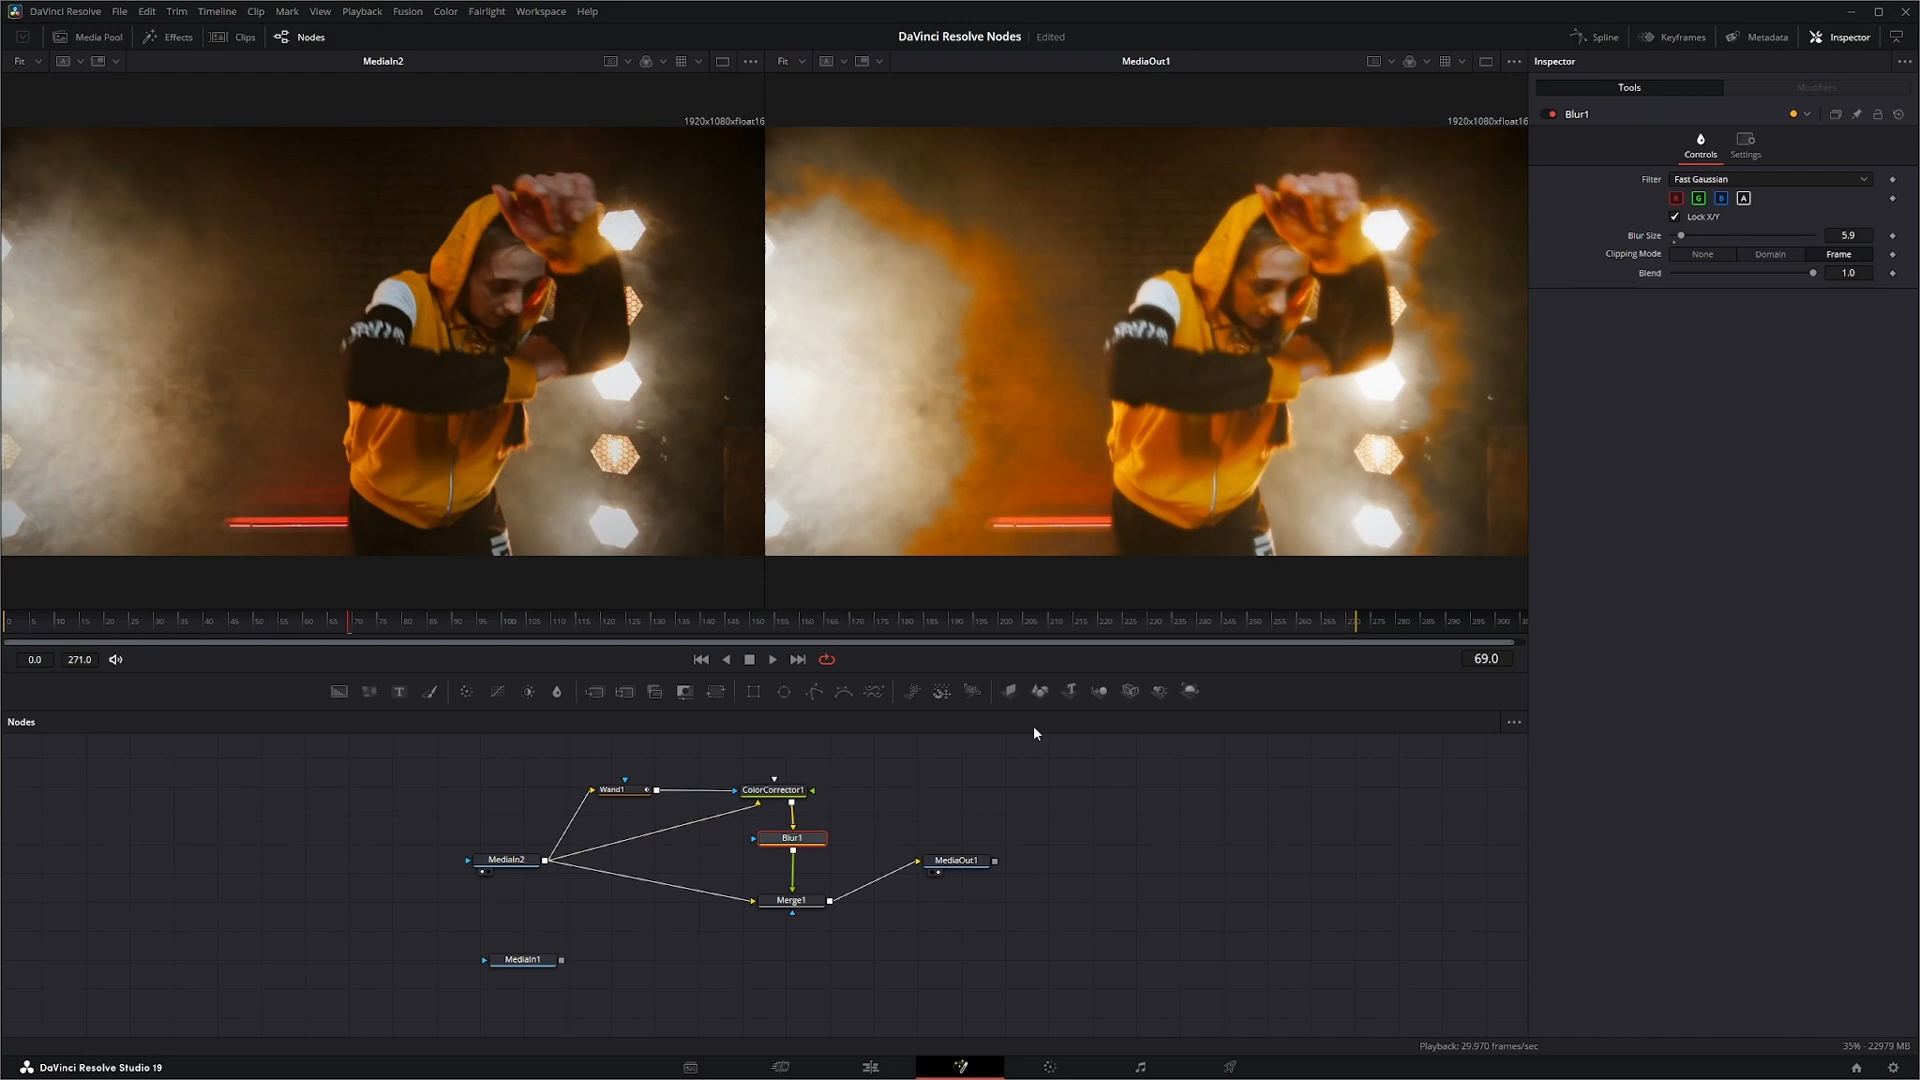 DaVinci Resolve File Edit Trim Timeline Clip Mark View Playback Fusion Color Fairlight Workspace Help
Media Pool Effects Clips Nodes DaVinci Resolve Nodes Edited Spline Keyframes Metadata Inspector
Fit MediaIn2 Fit MediaOut1 Inspector
Tools Modifiers
Blur1
1920x1080xfloat16 1920x1080xfloat16
Controls Settings
Filter Fast Gaussian
R G B A
Lock X/Y
Blur Size 5.9
Clipping Mode None Domain Frame
Blend 1.0
0 5 10 15 20 25 30 35 40 45 50 55 60 65 70 75 80 85 90 95 100 105 110 115 120 125 130 135 140 145 150 155 160 165 170 175 180 185 190 195 200 205 210 215 220 225 230 235 240 245 250 255 260 265 275 280 285 290 295 300
0.0 271.0 69.0
Nodes
Wand1 ColorCorrector1
Blur1
MediaIn2 MediaOut1
Merge1
MediaIn1
Playback: 29.970 frames/sec 35% - 22979 MB
DaVinci Resolve Studio 19